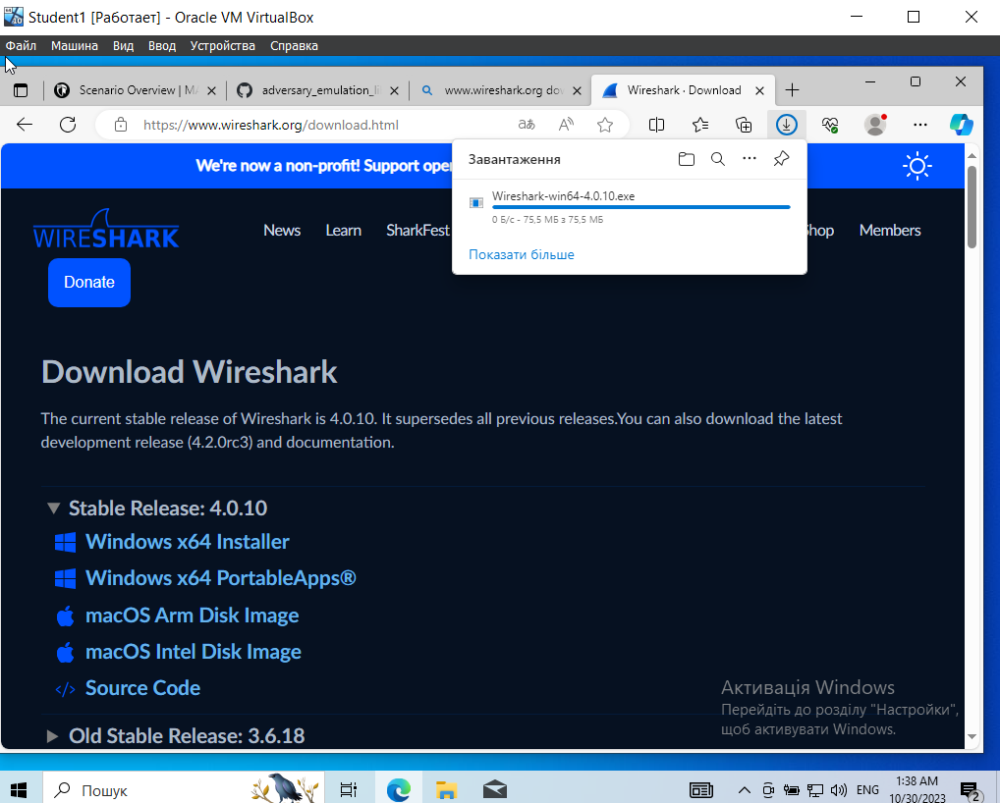 Student1 [Работает] - Oracle VM VirtualBox
Файл Машина Вид Ввод Устройства Справка
Scenario Overview | MA
adversary_emulation_li
www.wireshark.org do
Wireshark · Download
https://www.wireshark.org/download.html
We're now a non-profit! Support ope
Завантаження
Wireshark-win64-4.0.10.exe
0 Б/с - 75,5 МБ з 75,5 МБ
Показати більше
WIRESHARK
News Learn SharkFest hop Members
Donate
Download Wireshark
The current stable release of Wireshark is 4.0.10. It supersedes all previous releases.You can also download the latest
development release (4.2.0rc3) and documentation.
Stable Release: 4.0.10
Windows x64 Installer
Windows x64 PortableApps®
macOS Arm Disk Image
macOS Intel Disk Image
</> Source Code
Old Stable Release: 3.6.18
Активація Windows
Перейдіть до розділу "Настройки",
щоб активувати Windows.
Пошук
ENG
1:38 AM
10/30/2023
2